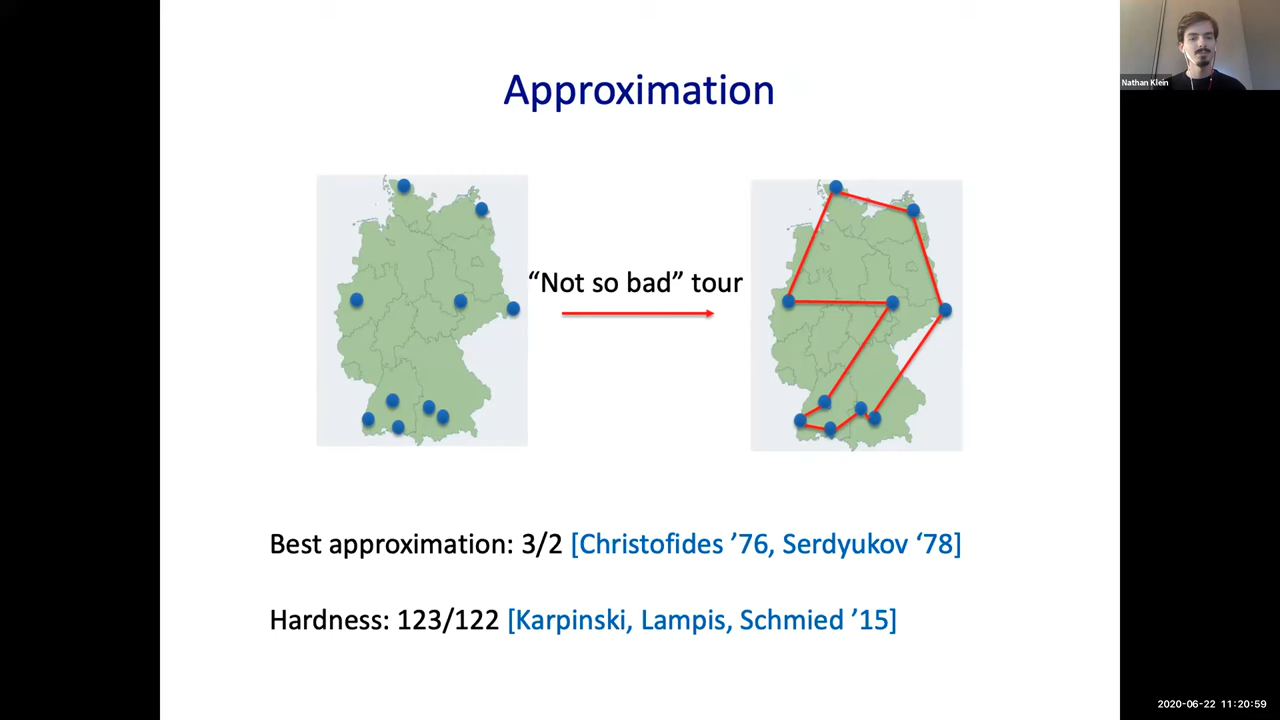 Approximation
Nathan Klein
“Not so bad” tour
Best approximation: 3/2 [Christofides ’76, Serdyukov ‘78]
Hardness: 123/122 [Karpinski, Lampis, Schmied ’15]
2020-06-22 11:20:59